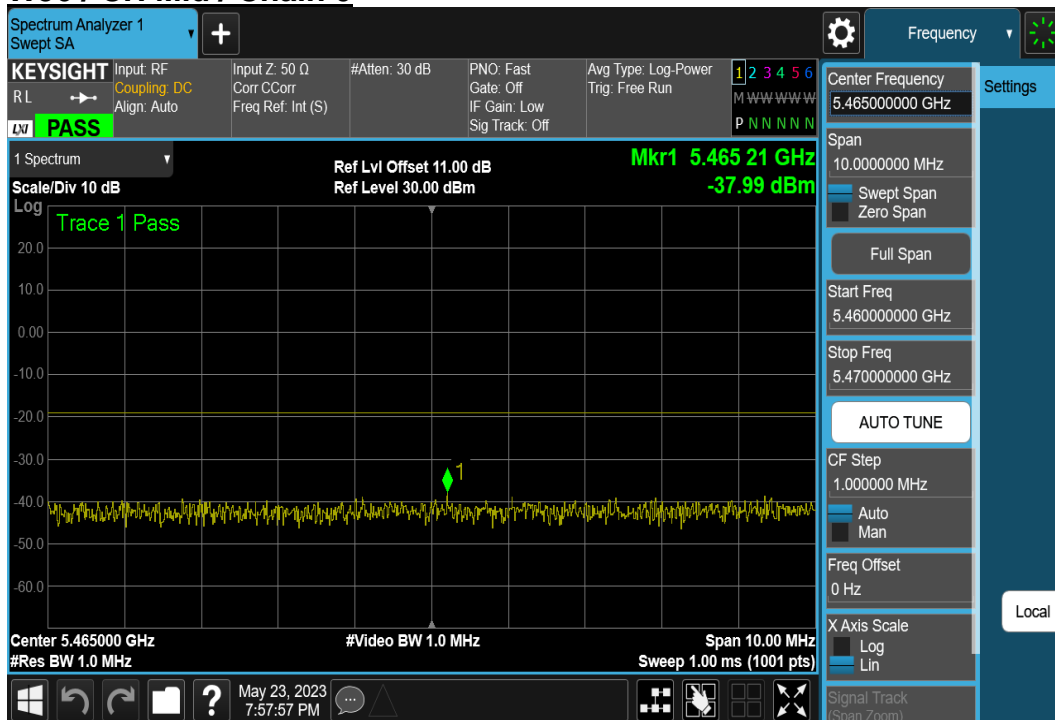 Spectrum Analyzer 1
Swept SA
+
Frequency
KEYSIGHT
RL
LXI PASS
Input: RF
Coupling: DC
Align: Auto
Input Z: 50 Ω
Corr CCorr
Freq Ref: Int (S)
#Atten: 30 dB
PNO: Fast
Gate: Off
IF Gain: Low
Sig Track: Off
Avg Type: Log-Power
Trig: Free Run
1 2 3 4 5 6
M W W W W W
P N N N N N
1 Spectrum
Scale/Div 10 dB
Ref Lvl Offset 11.00 dB
Ref Level 30.00 dBm
Mkr1 5.465 21 GHz
-37.99 dBm
Log
Trace 1 Pass
20.0
10.0
0.00
-10.0
-20.0
-30.0
1
-40.0
-50.0
-60.0
Center 5.465000 GHz
#Video BW 1.0 MHz
Span 10.00 MHz
#Res BW 1.0 MHz
Sweep 1.00 ms (1001 pts)
?
May 23, 2023
7:57:57 PM
Center Frequency
5.465000000 GHz
Span
10.0000000 MHz
Swept Span
Zero Span
Full Span
Start Freq
5.460000000 GHz
Stop Freq
5.470000000 GHz
AUTO TUNE
CF Step
1.000000 MHz
Auto
Man
Freq Offset
0 Hz
X Axis Scale
Log
Lin
Signal Track
(Span Zoom)
Settings
Local